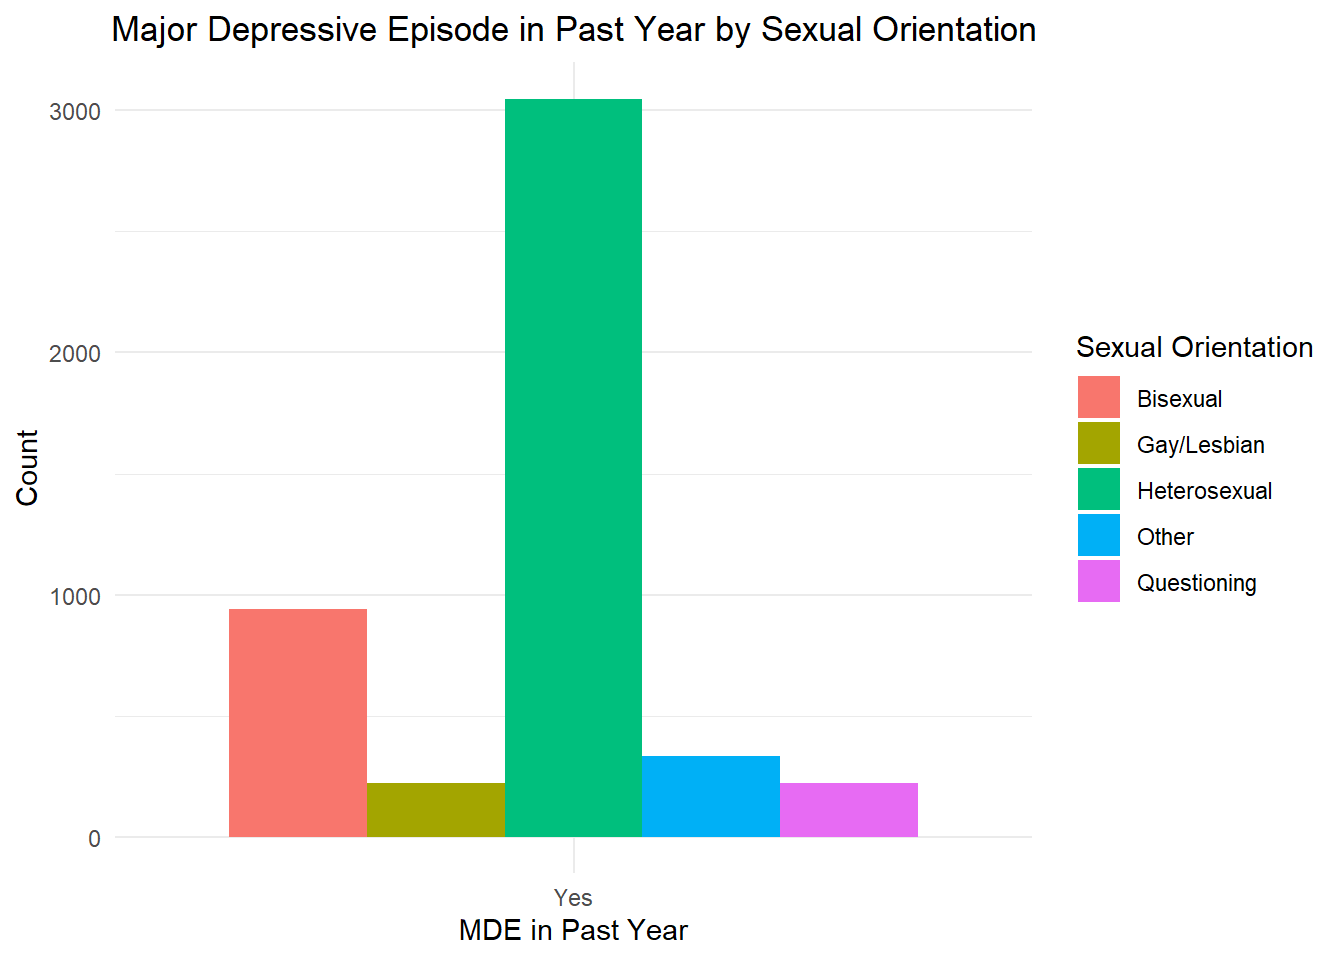 Major Depressive Episode in Past Year by Sexual Orientation
3000
2000
1000
0
Count
Yes
MDE in Past Year
Sexual Orientation
Bisexual
Gay/Lesbian
Heterosexual
Other
Questioning